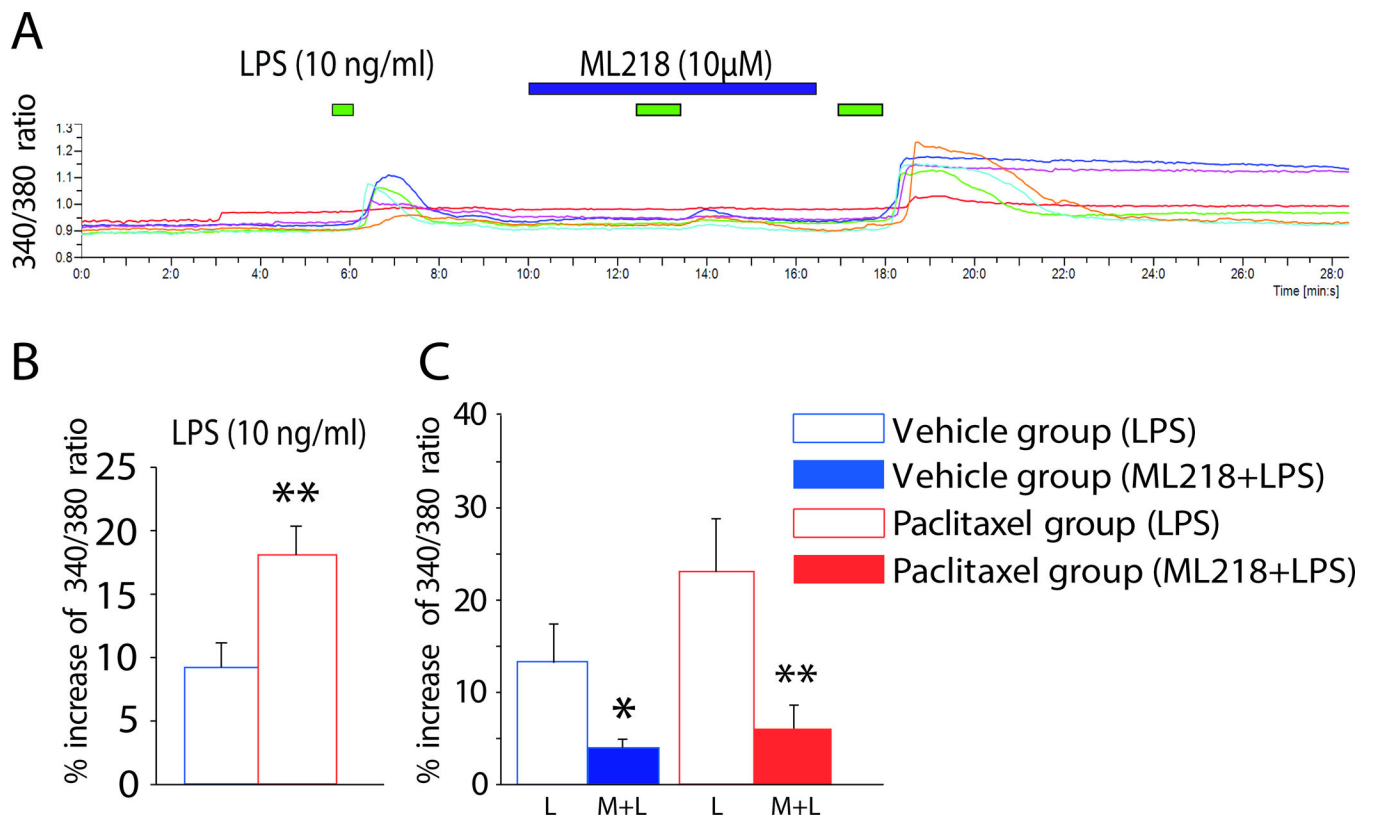 A
LPS (10 ng/ml)
ML218 (10µM)
340/380 ratio
1.3
1.2
1.1
1.0
0.9
0.8
0:0 2:0 4:0 6:0 8:0 10:0 12:0 14:0 16:0 18:0 20:0 22:0 24:0 26:0 28:0
Time [min:s]
B
LPS (10 ng/ml)
% increase of 340/380 ratio
25
20
15
10
5
0
**
C
% increase of 340/380 ratio
40
30
20
10
0
*
**
L M+L L M+L
Vehicle group (LPS)
Vehicle group (ML218+LPS)
Paclitaxel group (LPS)
Paclitaxel group (ML218+LPS)